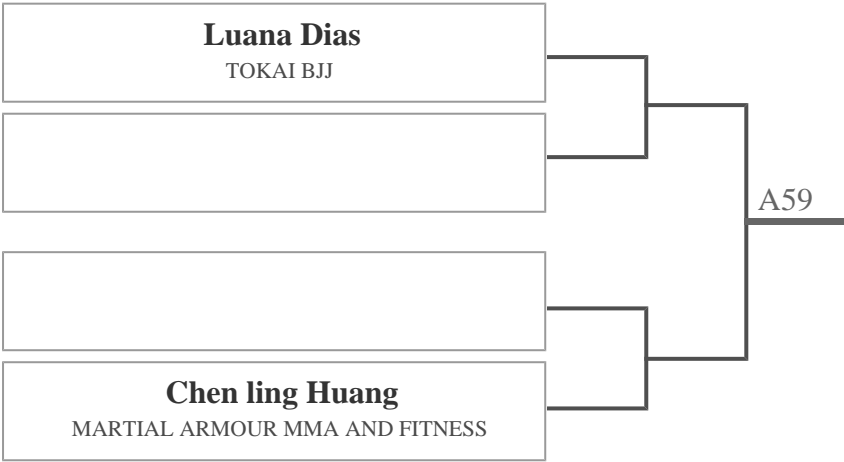 Luana Dias
TOKAI BJJ
A59
Chen ling Huang
MARTIAL ARMOUR MMA AND FITNESS